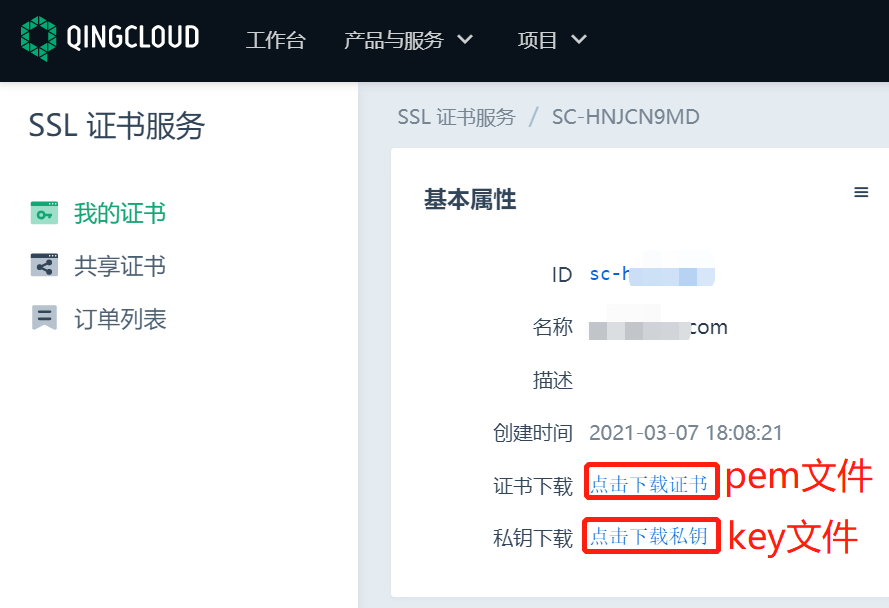 QINGCLOUD 工作台 产品与服务 项目
SSL 证书服务
我的证书
共享证书
订单列表
SSL 证书服务 / SC-HNJCN9MD
基本属性
ID sc-h
名称 com
描述
创建时间 2021-03-07 18:08:21
证书下载 点击下载证书 pem文件
私钥下载 点击下载私钥 key文件